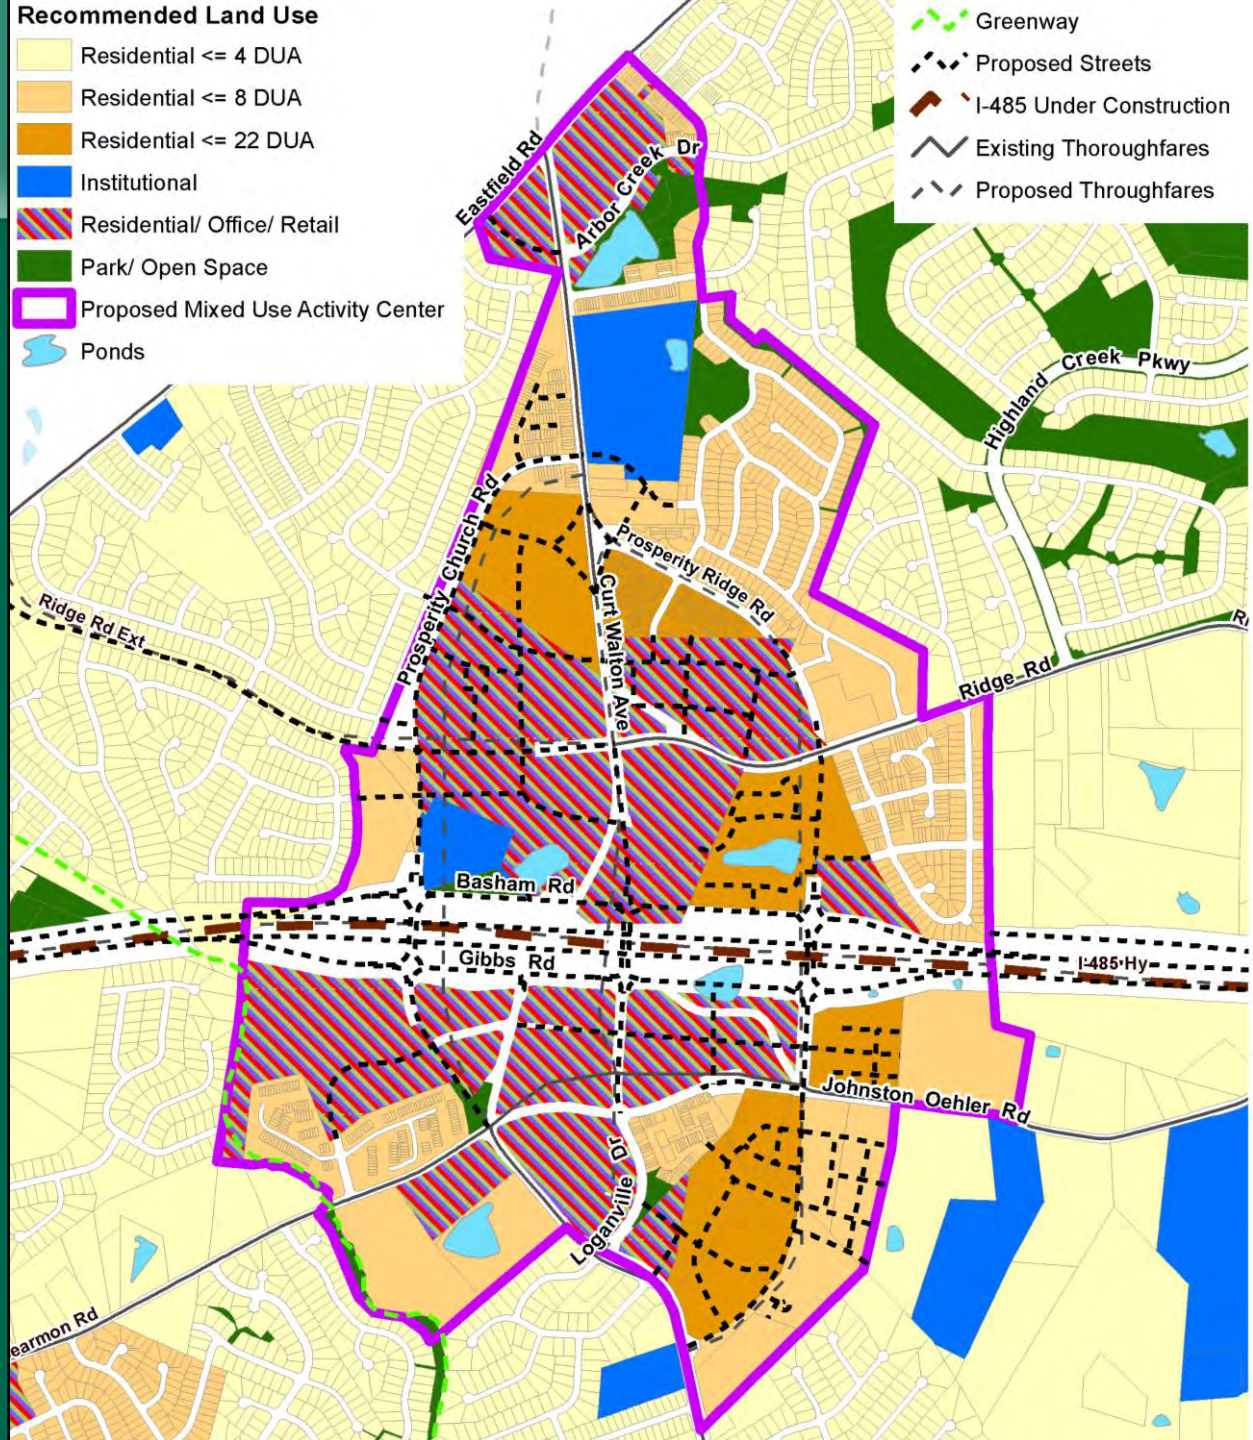 Recommended Land Use
Residential <= 4 DUA
Residential <= 8 DUA
Residential <= 22 DUA
Institutional
Residential/ Office/ Retail
Park/ Open Space
Proposed Mixed Use Activity Center
Ponds
Greenway
Proposed Streets
I-485 Under Construction
Existing Thoroughfares
Proposed Throughfares
Eastfield Rd
Arbor Creek Dr
Highland Creek Pkwy
Prosperity Church Rd
Prosperity Ridge Rd
Curt Walton Ave
Ridge Rd Ext
Ridge Rd
Ri
Basham Rd
Gibbs Rd
I-485 Hy
Johnston Oehler Rd
Loganville Dr
earmon Rd